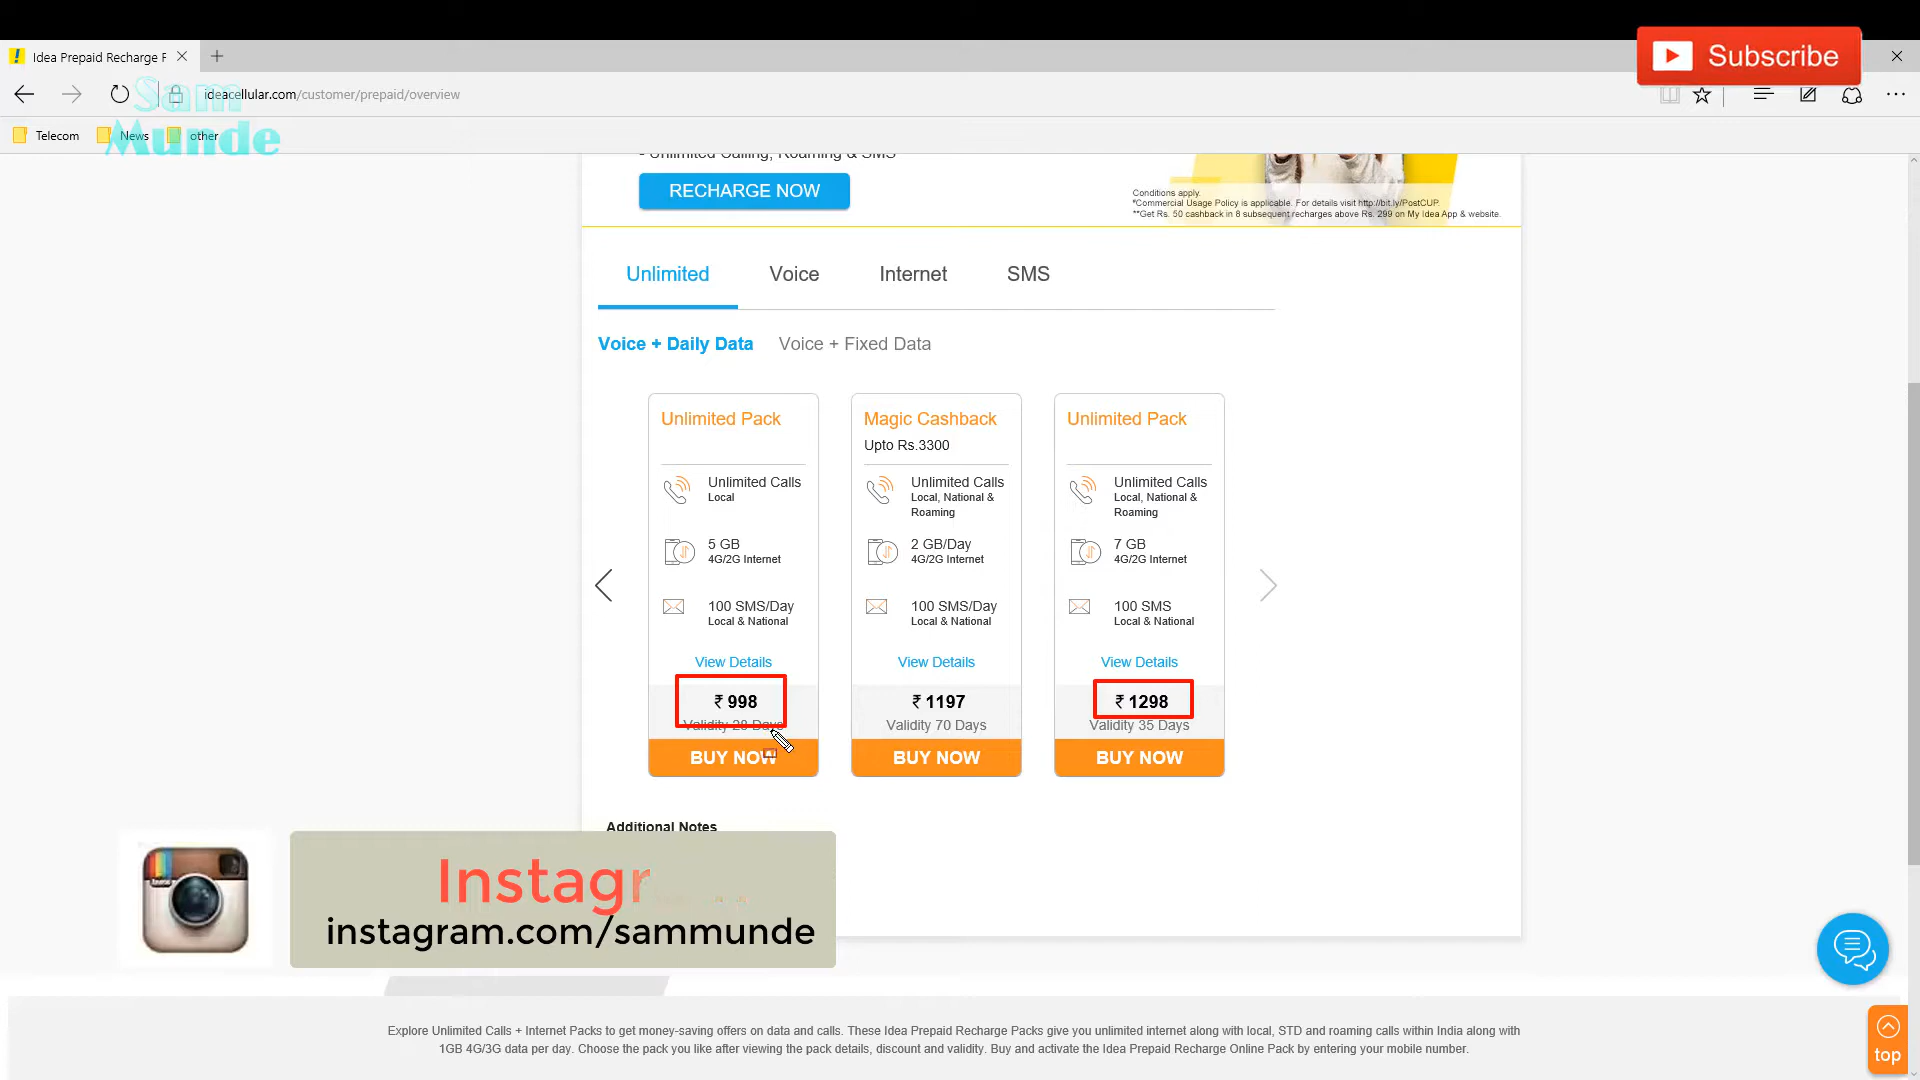 Subscribe
Idea Prepaid Recharge P
ideacellular.com/customer/prepaid/overview
Sam
Munde
Telecom
News
other
- Unlimited Calling, Roaming & SMS
RECHARGE NOW
Conditions apply.
#Commercial Usage Policy is applicable. For details visit http://bit.ly/PostCUP.
**Get Rs. 50 cashback in 8 subsequent recharges above Rs. 299 on My Idea App & website.
Unlimited
Voice
Internet
SMS
Voice + Daily Data
Voice + Fixed Data
Unlimited Pack
Unlimited Calls
Local
5 GB
4G/2G Internet
100 SMS/Day
Local & National
View Details
₹ 998
Validity 28 Days
BUY NOW
Magic Cashback
Upto Rs.3300
Unlimited Calls
Local, National &
Roaming
2 GB/Day
4G/2G Internet
100 SMS/Day
Local & National
View Details
₹ 1197
Validity 70 Days
BUY NOW
Unlimited Pack
Unlimited Calls
Local, National &
Roaming
7 GB
4G/2G Internet
100 SMS
Local & National
View Details
₹ 1298
Validity 35 Days
BUY NOW
Additional Notes
Instagr
instagram.com/sammunde
Explore Unlimited Calls + Internet Packs to get money-saving offers on data and calls. These Idea Prepaid Recharge Packs give you unlimited internet along with local, STD and roaming calls within India along with
1GB 4G/3G data per day. Choose the pack you like after viewing the pack details, discount and validity. Buy and activate the Idea Prepaid Recharge Online Pack by entering your mobile number.
top